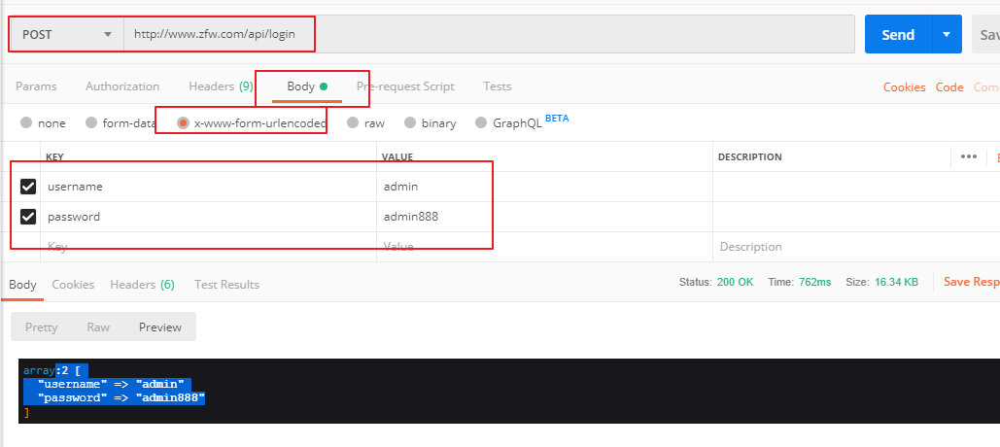 POST http://www.zfw.com/api/login Send Sav
Params Authorization Headers (9) Body Pre-request Script Tests Cookies Code Comm
none form-data x-www-form-urlencoded raw binary GraphQL BETA
KEY VALUE DESCRIPTION ••• E
username admin
password admin888
Key Value Description
Body Cookies Headers (6) Test Results Status: 200 OK Time: 762ms Size: 16.34 KB Save Resp
Pretty Raw Preview
array:2 [
"username" => "admin"
"password" => "admin888"
]